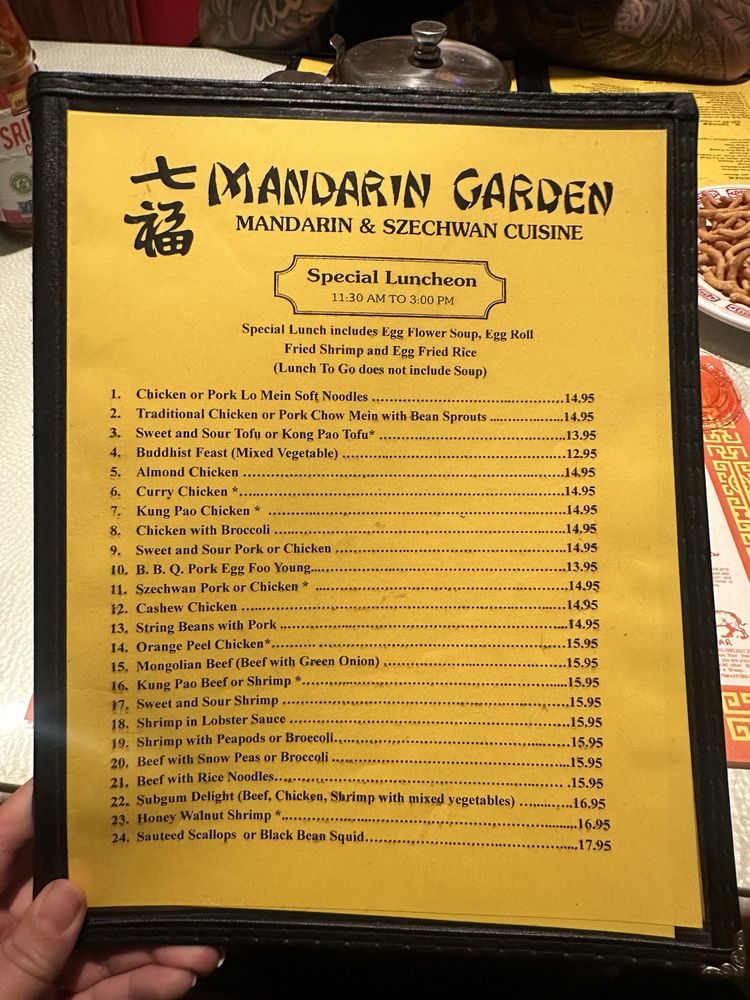 七福
MANDARIN GARDEN
MANDARIN & SZECHWAN CUISINE
Special Luncheon
11:30 AM TO 3:00 PM
Special Lunch includes Egg Flower Soup, Egg Roll
Fried Shrimp and Egg Fried Rice
(Lunch To Go does not include Soup)
1. Chicken or Pork Lo Mein Soft Noodles ........14.95
2. Traditional Chicken or Pork Chow Mein with Bean Sprouts ........14.95
3. Sweet and Sour Tofu or Kong Pao Tofu* ........13.95
4. Buddhist Feast (Mixed Vegetable) ........12.95
5. Almond Chicken ........14.95
6. Curry Chicken * ........14.95
7. Kung Pao Chicken * ........14.95
8. Chicken with Broccoli ........14.95
9. Sweet and Sour Pork or Chicken ........14.95
10. B. B. Q. Pork Egg Foo Young........13.95
11. Szechwan Pork or Chicken * ........14.95
12. Cashew Chicken ........14.95
13. String Beans with Pork ........14.95
14. Orange Peel Chicken*........15.95
15. Mongolian Beef (Beef with Green Onion) ........15.95
16. Kung Pao Beef or Shrimp *........15.95
17. Sweet and Sour Shrimp ........15.95
18. Shrimp in Lobster Sauce ........15.95
19. Shrimp with Peapods or Broccoli........15.95
20. Beef with Snow Peas or Broccoli ........15.95
21. Beef with Rice Noodles........15.95
22. Subgum Delight (Beef, Chicken, Shrimp with mixed vegetables) ........16.95
23. Honey Walnut Shrimp *........16.95
24. Sauteed Scallops or Black Bean Squid........17.95
SRI